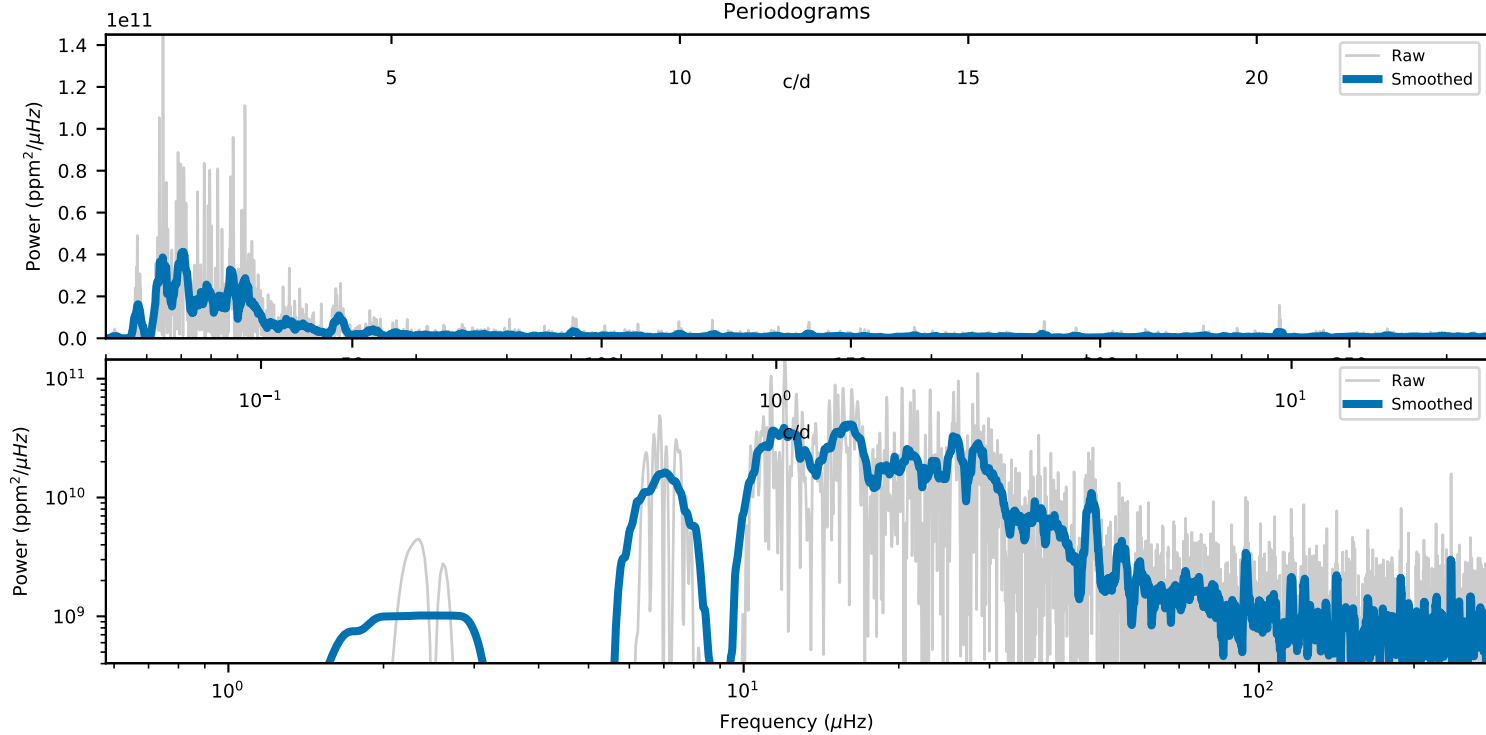 Periodograms
1e11
1.4
1.2
1.0
0.8
0.6
0.4
0.2
0.0
Power (ppm²/μHz)
5 10 c/d 15 20
Raw
Smoothed
10¹¹
10¹⁰
10⁹
Power (ppm²/μHz)
10⁻¹ 10⁰ 10¹
c/d
Raw
Smoothed
10⁰ 10¹ 10²
Frequency (μHz)